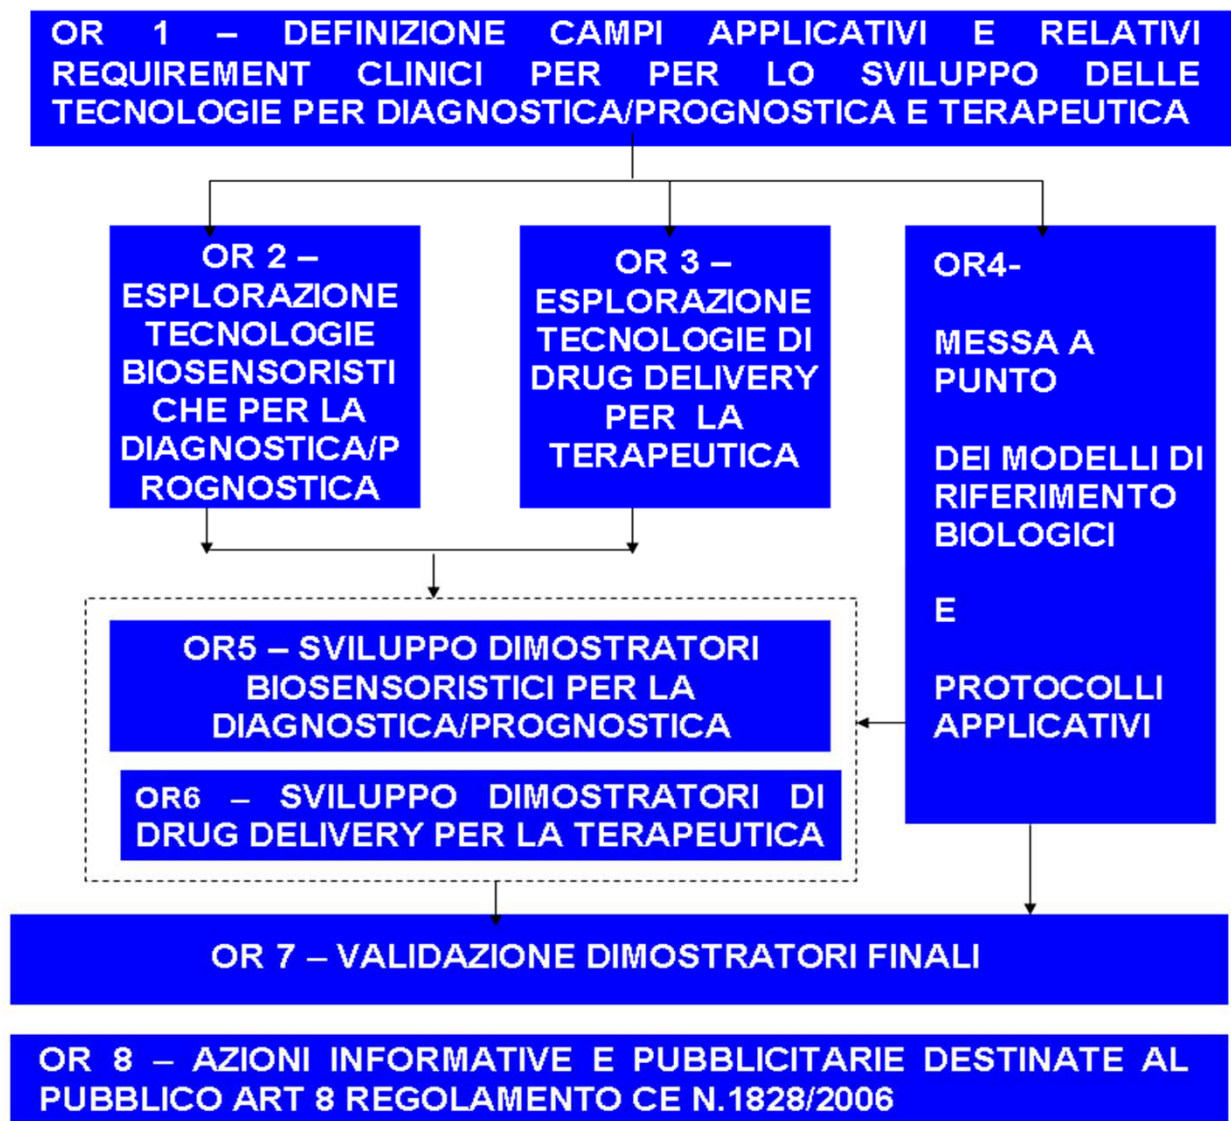 OR 1 – DEFINIZIONE CAMPI APPLICATIVI E RELATIVI
REQUIREMENT CLINICI PER PER LO SVILUPPO DELLE
TECNOLOGIE PER DIAGNOSTICA/PROGNOSTICA E TERAPEUTICA
OR 2 –
ESPLORAZIONE
TECNOLOGIE
BIOSENSORISTI
CHE PER LA
DIAGNOSTICA/P
ROGNOSTICA
OR 3 –
ESPLORAZIONE
TECNOLOGIE DI
DRUG DELIVERY
PER LA
TERAPEUTICA
OR4-
MESSA A
PUNTO
DEI MODELLI DI
RIFERIMENTO
BIOLOGICI
E
PROTOCOLLI
APPLICATIVI
OR5 – SVILUPPO DIMOSTRATORI
BIOSENSORISTICI PER LA
DIAGNOSTICA/PROGNOSTICA
OR6 – SVILUPPO DIMOSTRATORI DI
DRUG DELIVERY PER LA TERAPEUTICA
OR 7 – VALIDAZIONE DIMOSTRATORI FINALI
OR 8 – AZIONI INFORMATIVE E PUBBLICITARIE DESTINATE AL
PUBBLICO ART 8 REGOLAMENTO CE N.1828/2006